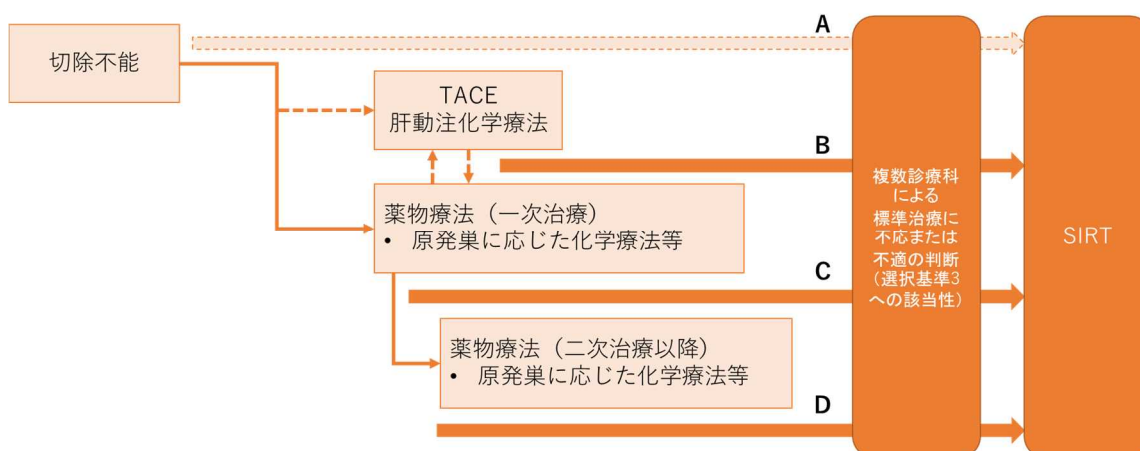 A
切除不能
TACE
肝動注化学療法
B
薬物療法（一次治療）
• 原発巣に応じた化学療法等
C
薬物療法（二次治療以降）
• 原発巣に応じた化学療法等
D
複数診療科
による
標準治療に
不応または
不適の判断
（選択基準3
への該当性）
SIRT